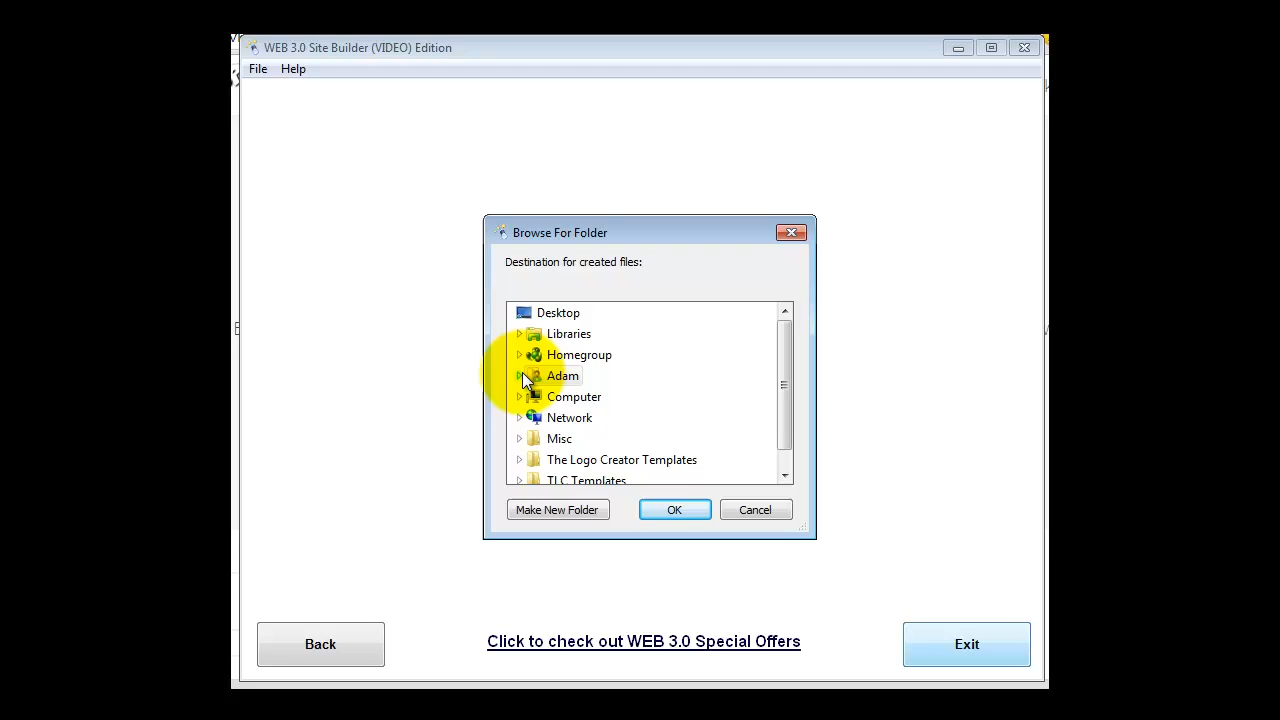 WEB 3.0 Site Builder (VIDEO) Edition
File Help
Browse For Folder
Destination for created files:
Desktop
Libraries
Homegroup
Adam
Computer
Network
Misc
The Logo Creator Templates
TLC Templates
Make New Folder OK Cancel
Back Click to check out WEB 3.0 Special Offers Exit